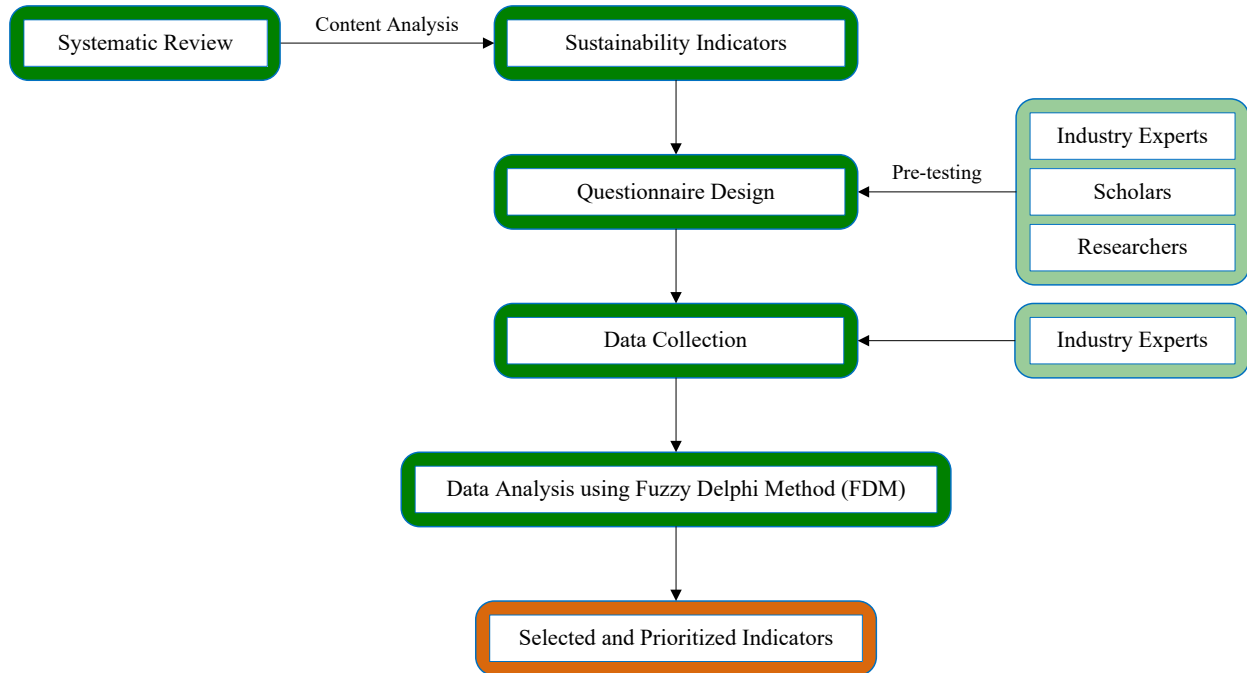 Systematic Review
Content Analysis
Sustainability Indicators
Industry Experts
Questionnaire Design
Pre-testing
Scholars
Researchers
Data Collection
Industry Experts
Data Analysis using Fuzzy Delphi Method (FDM)
Selected and Prioritized Indicators